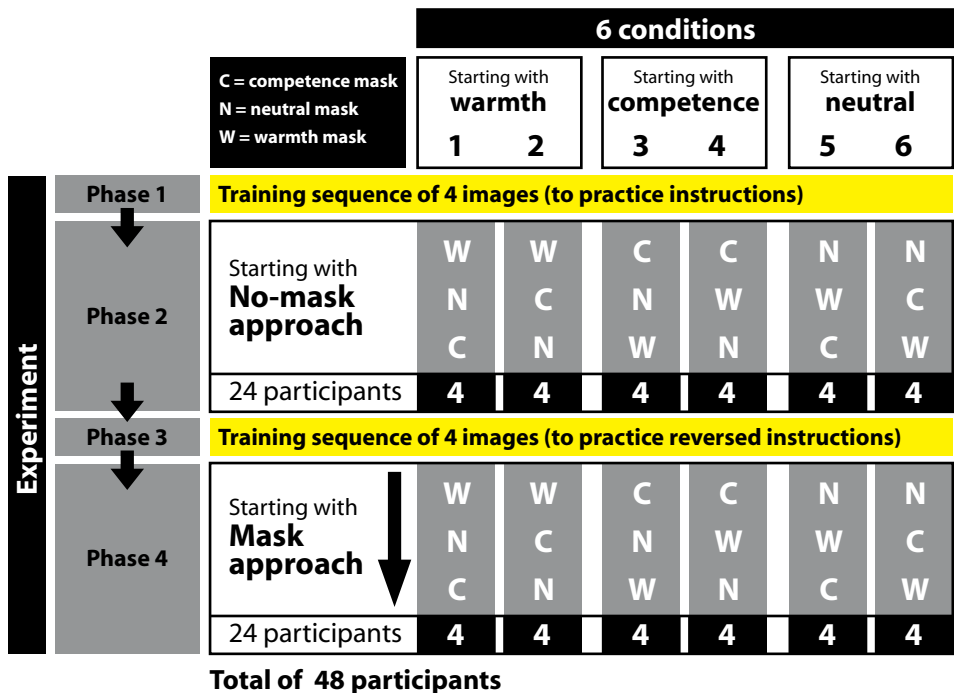 6 conditions
C = competence mask
N = neutral mask
W = warmth mask
Starting with
warmth
1 2
Starting with
competence
3 4
Starting with
neutral
5 6
Experiment
Phase 1
Training sequence of 4 images (to practice instructions)
Phase 2
Starting with
No-mask
approach
W W C C N N
N C N W W C
C N W N C W
24 participants 4 4 4 4 4 4
Phase 3
Training sequence of 4 images (to practice reversed instructions)
Phase 4
Starting with
Mask
approach
W W C C N N
N C N W W C
C N W N C W
24 participants 4 4 4 4 4 4
Total of 48 participants